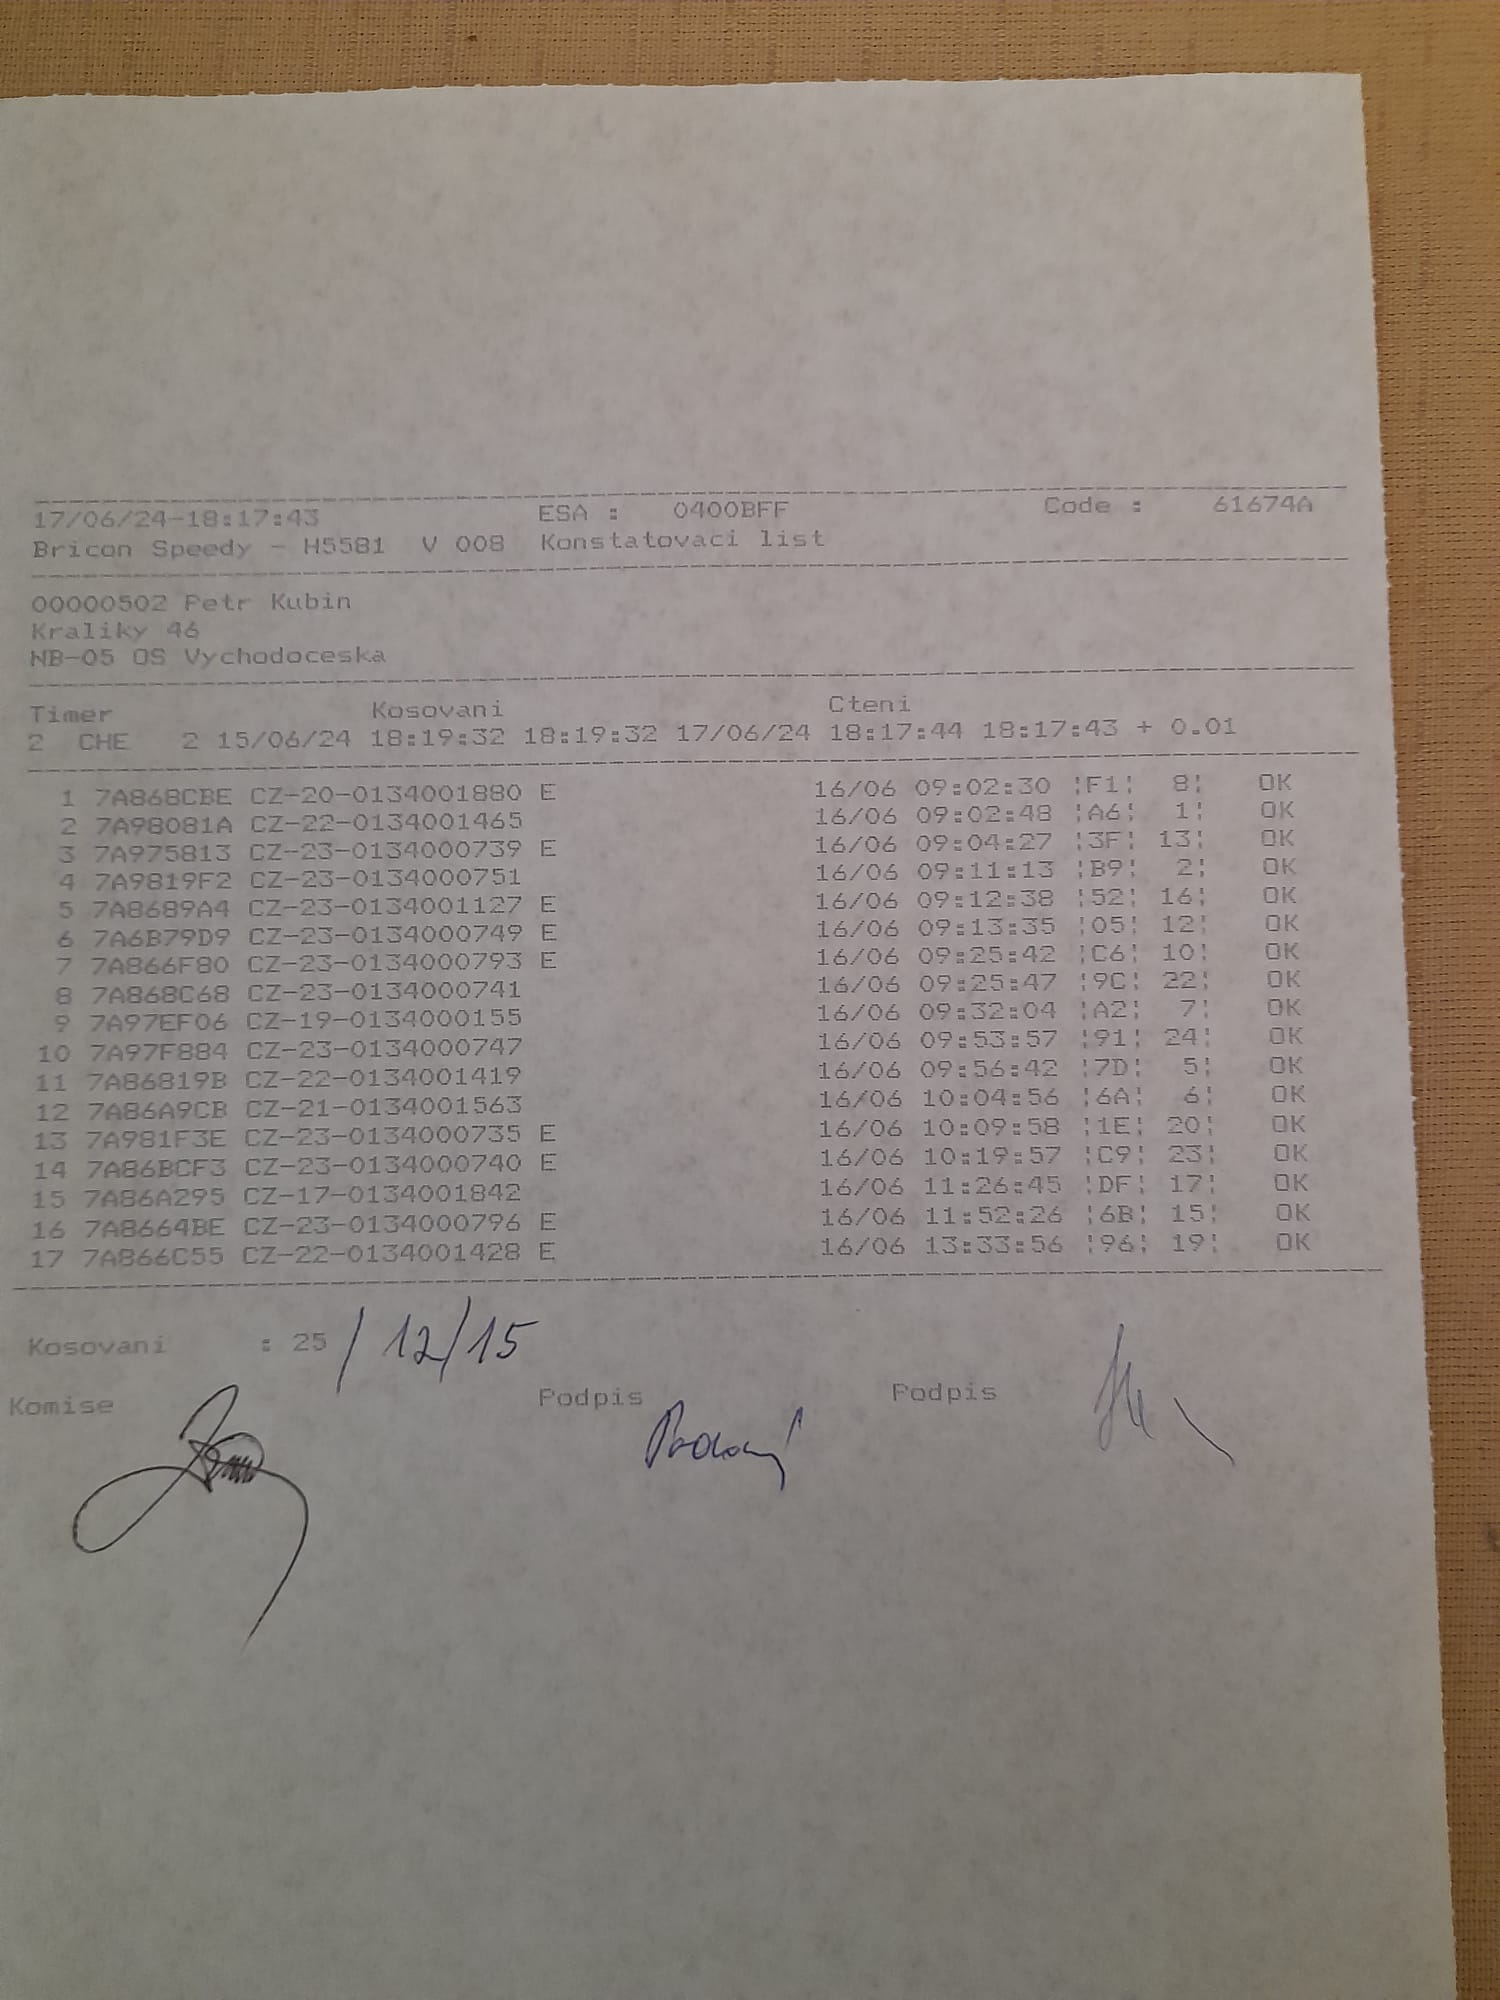 17/06/24-18:17:43 ESA : 0400BFF Code : 61674A
Bricon Speedy - H5581 V 008 Konstatovaci list
00000502 Petr Kubin
Kraliky 46
NB-05 OS Vychodoceska
Timer Kosovani Cteni
2 CHE 2 15/06/24 18:19:32 18:19:32 17/06/24 18:17:44 18:17:43 + 0.01
1 7A868CBE CZ-20-0134001880 E 16/06 09:02:30 ¦F1¦ 8¦ OK
2 7A98081A CZ-22-0134001465 16/06 09:02:48 ¦A6¦ 1¦ OK
3 7A975813 CZ-23-0134000739 E 16/06 09:04:27 ¦3F¦ 13¦ OK
4 7A9819F2 CZ-23-0134000751 16/06 09:11:13 ¦B9¦ 2¦ OK
5 7A8689A4 CZ-23-0134001127 E 16/06 09:12:38 ¦52¦ 16¦ OK
6 7A6B79D9 CZ-23-0134000749 E 16/06 09:13:35 ¦05¦ 12¦ OK
7 7A866F80 CZ-23-0134000793 E 16/06 09:25:42 ¦C6¦ 10¦ OK
8 7A868C68 CZ-23-0134000741 16/06 09:25:47 ¦9C¦ 22¦ OK
9 7A97EF06 CZ-19-0134000155 16/06 09:32:04 ¦A2¦ 7¦ OK
10 7A97F884 CZ-23-0134000747 16/06 09:53:57 ¦91¦ 24¦ OK
11 7A86819B CZ-22-0134001419 16/06 09:56:42 ¦7D¦ 5¦ OK
12 7A86A9CB CZ-21-0134001563 16/06 10:04:56 ¦6A¦ 6¦ OK
13 7A981F3E CZ-23-0134000735 E 16/06 10:09:58 ¦1E¦ 20¦ OK
14 7A86BCF3 CZ-23-0134000740 E 16/06 10:19:57 ¦C9¦ 23¦ OK
15 7A86A295 CZ-17-0134001842 16/06 11:26:45 ¦DF¦ 17¦ OK
16 7A8664BE CZ-23-0134000796 E 16/06 11:52:26 ¦6B¦ 15¦ OK
17 7A866C55 CZ-22-0134001428 E 16/06 13:33:56 ¦96¦ 19¦ OK
Kosovani : 25 / 12/15
Komise Podpis Podpis